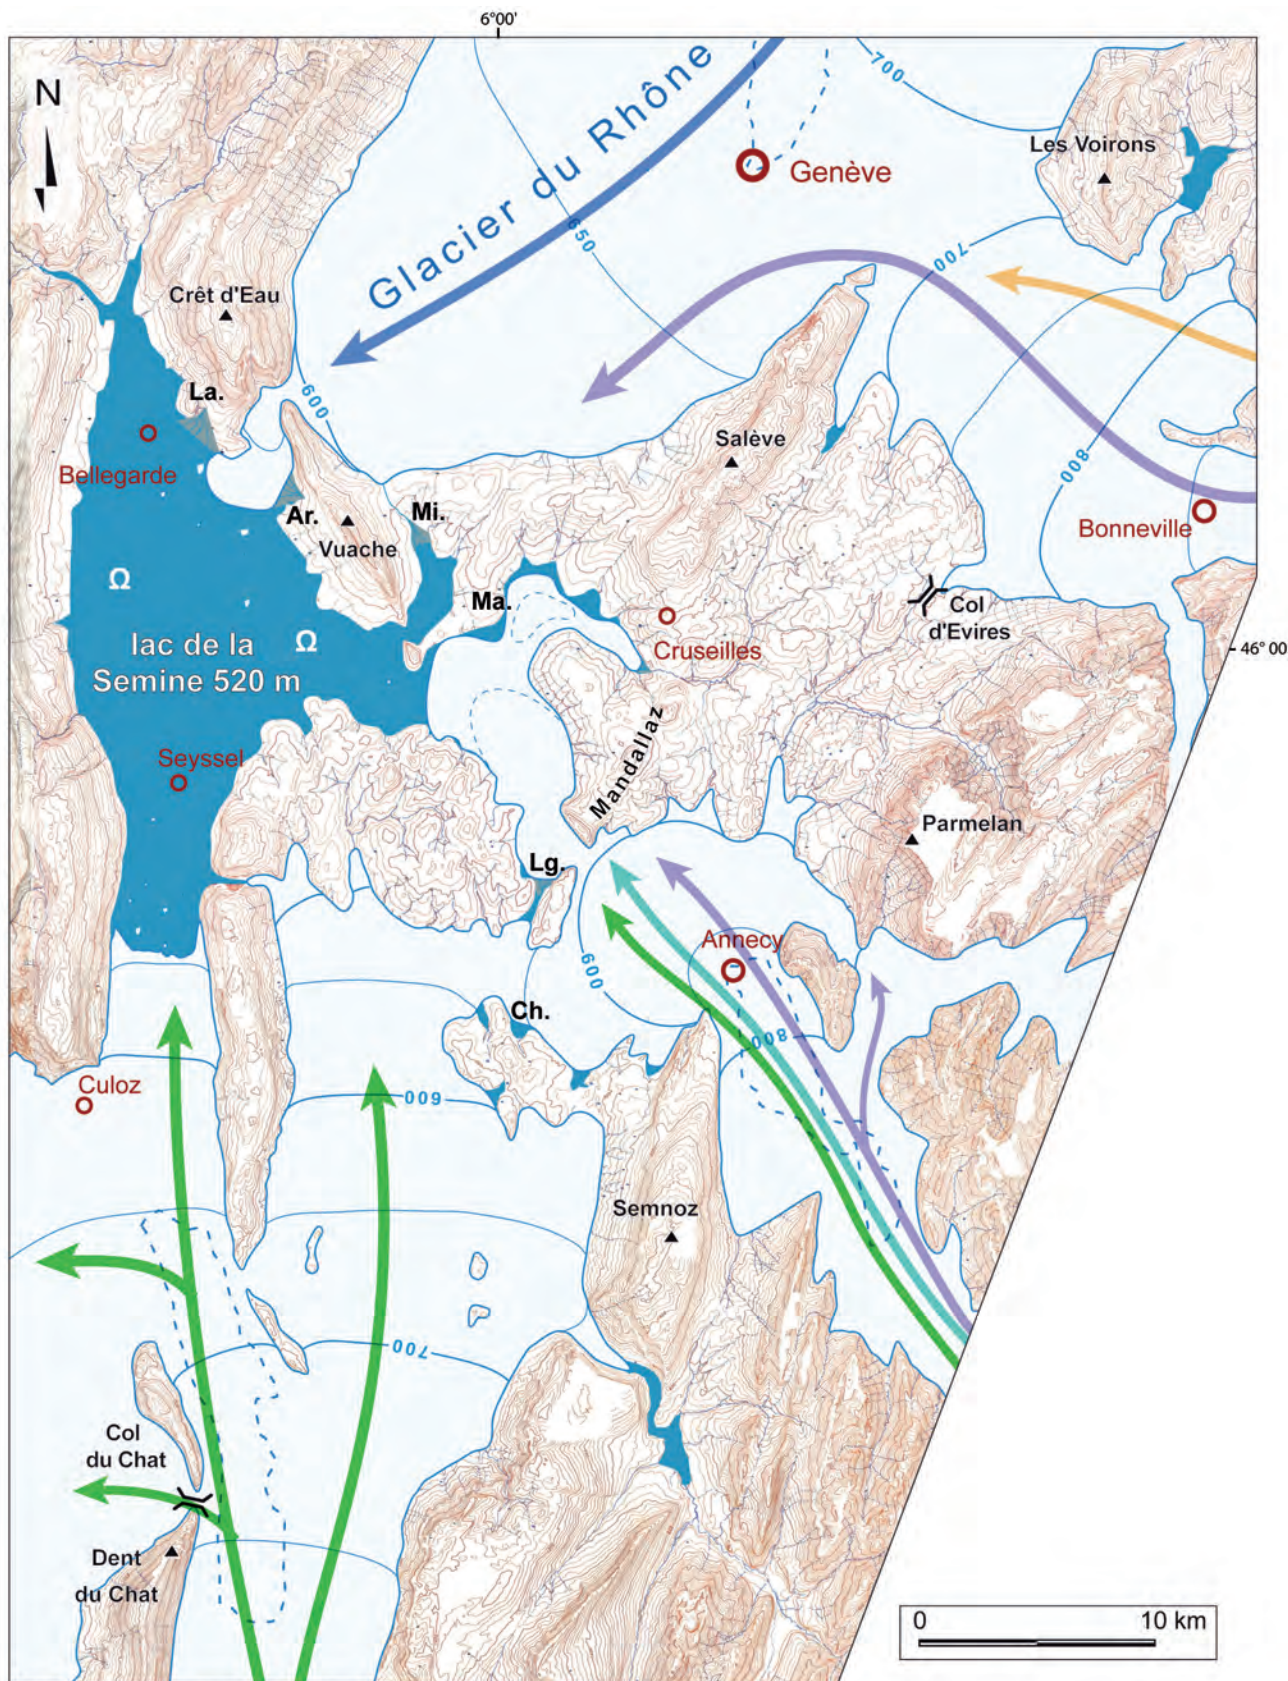 6°00'
N
Glacier du Rhône
700
Les Voirons
Genève
650
700
Crêt d'Eau
La.
600
Salève
800
Bellegarde
Ar.
Mi.
Vuache
Bonneville
Ω
Ma.
Col
d'Evires
Cruseilles
Ω
46° 00
lac de la
Semine 520 m
Mandallaz
Seyssel
Parmelan
Lg.
Annecy
600
Ch.
800
Culoz
600
Semnoz
700
Col
du Chat
Dent
du Chat
0
10 km